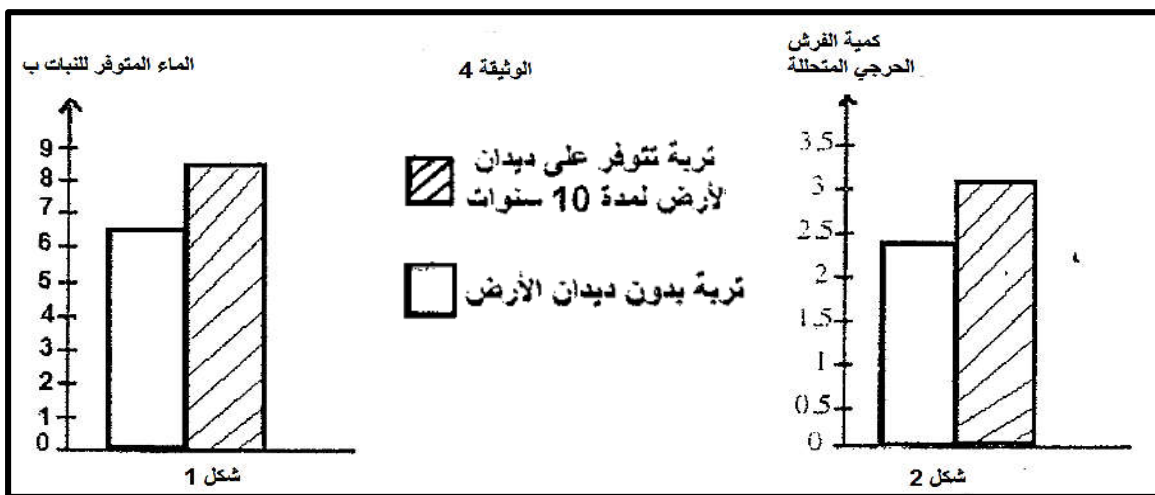 الماء المتوفر للنبات ب
الوثيقة 4
كمية الفرش
الحرجي المتحللة
9
8
7
6
5
4
3
2
1
0
شكل 1
تربة تتوفر على ديدان
الأرض لمدة 10 سنوات
تربة بدون ديدان الأرض
3.5
3
2.5
2
1.5
1
0.5
0
شكل 2